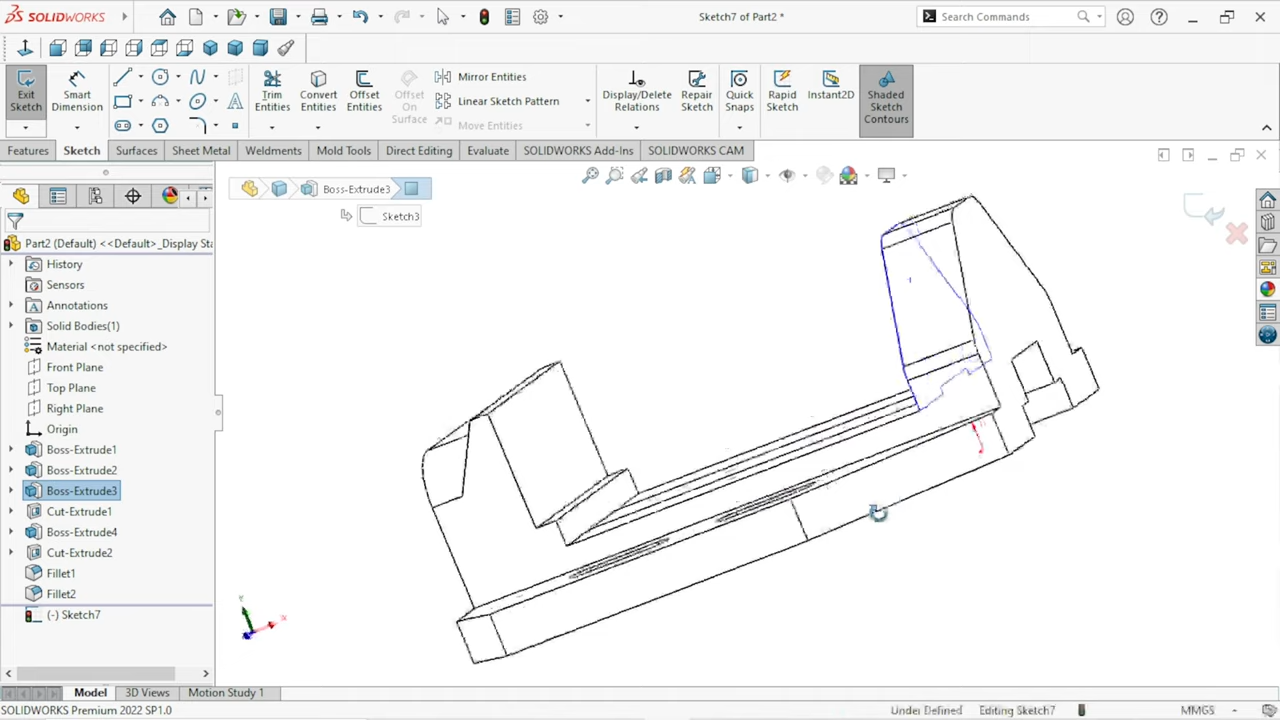 SOLIDWORKS
Sketch7 of Part2 *
Search Commands
Exit Sketch
Smart Dimension
Trim Entities
Convert Entities
Offset Entities
Offset On Surface
Mirror Entities
Linear Sketch Pattern
Move Entities
Display/Delete Relations
Repair Sketch
Quick Snaps
Rapid Sketch
Instant2D
Shaded Sketch Contours
Features
Sketch
Surfaces
Sheet Metal
Weldments
Mold Tools
Direct Editing
Evaluate
SOLIDWORKS Add-Ins
SOLIDWORKS CAM
Boss-Extrude3
Sketch3
Part2 (Default) <<Default>_Display Sta
History
Sensors
Annotations
Solid Bodies(1)
Material <not specified>
Front Plane
Top Plane
Right Plane
Origin
Boss-Extrude1
Boss-Extrude2
Boss-Extrude3
Cut-Extrude1
Boss-Extrude4
Cut-Extrude2
Fillet1
Fillet2
(-) Sketch7
Model
3D Views
Motion Study 1
SOLIDWORKS Premium 2022 SP1.0
Under Defined
Editing Sketch7
MMGS